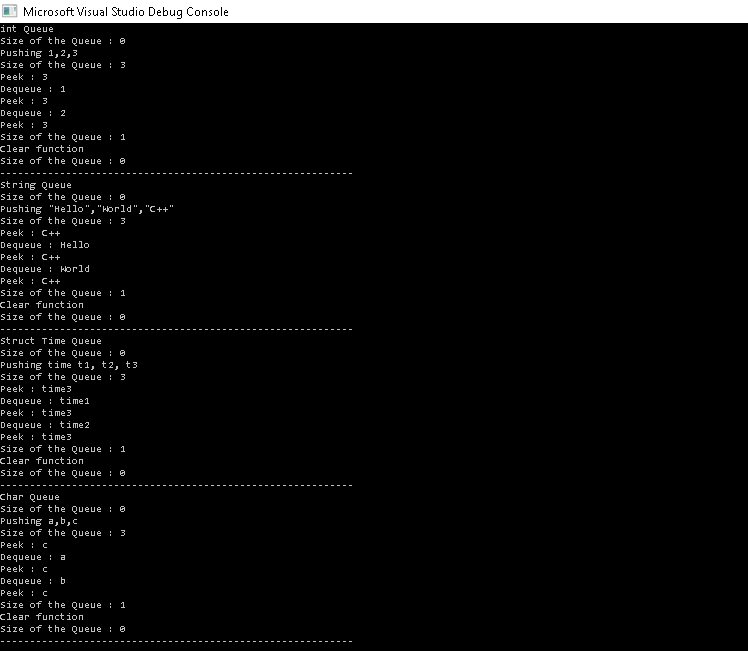 Microsoft Visual Studio Debug Console
int Queue
Size of the Queue : 0
Pushing 1,2,3
Size of the Queue : 3
Peek : 3
Dequeue : 1
Peek : 3
Dequeue : 2
Peek : 3
Size of the Queue : 1
Clear function
Size of the Queue : 0
-----------------------------------------------------------
String Queue
Size of the Queue : 0
Pushing "Hello","World","C++"
Size of the Queue : 3
Peek : C++
Dequeue : Hello
Peek : C++
Dequeue : World
Peek : C++
Size of the Queue : 1
Clear function
Size of the Queue : 0
-----------------------------------------------------------
Struct Time Queue
Size of the Queue : 0
Pushing time t1, t2, t3
Size of the Queue : 3
Peek : time3
Dequeue : time1
Peek : time3
Dequeue : time2
Peek : time3
Size of the Queue : 1
Clear function
Size of the Queue : 0
-----------------------------------------------------------
Char Queue
Size of the Queue : 0
Pushing a,b,c
Size of the Queue : 3
Peek : c
Dequeue : a
Peek : c
Dequeue : b
Peek : c
Size of the Queue : 1
Clear function
Size of the Queue : 0
-----------------------------------------------------------